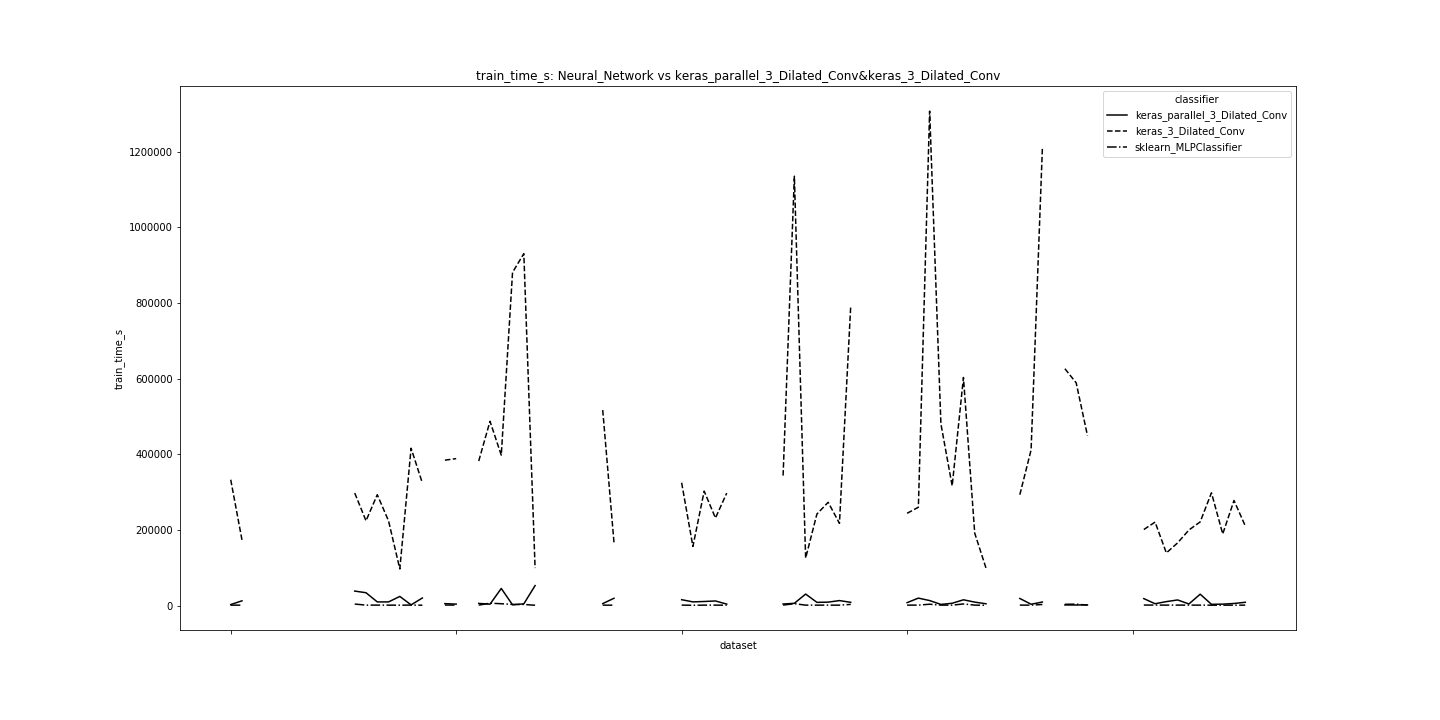 train_time_s: Neural_Network vs keras_parallel_3_Dilated_Conv&keras_3_Dilated_Conv
classifier
keras_parallel_3_Dilated_Conv
keras_3_Dilated_Conv
sklearn_MLPClassifier
1200000
1000000
800000
600000
400000
200000
0
train_time_s
dataset